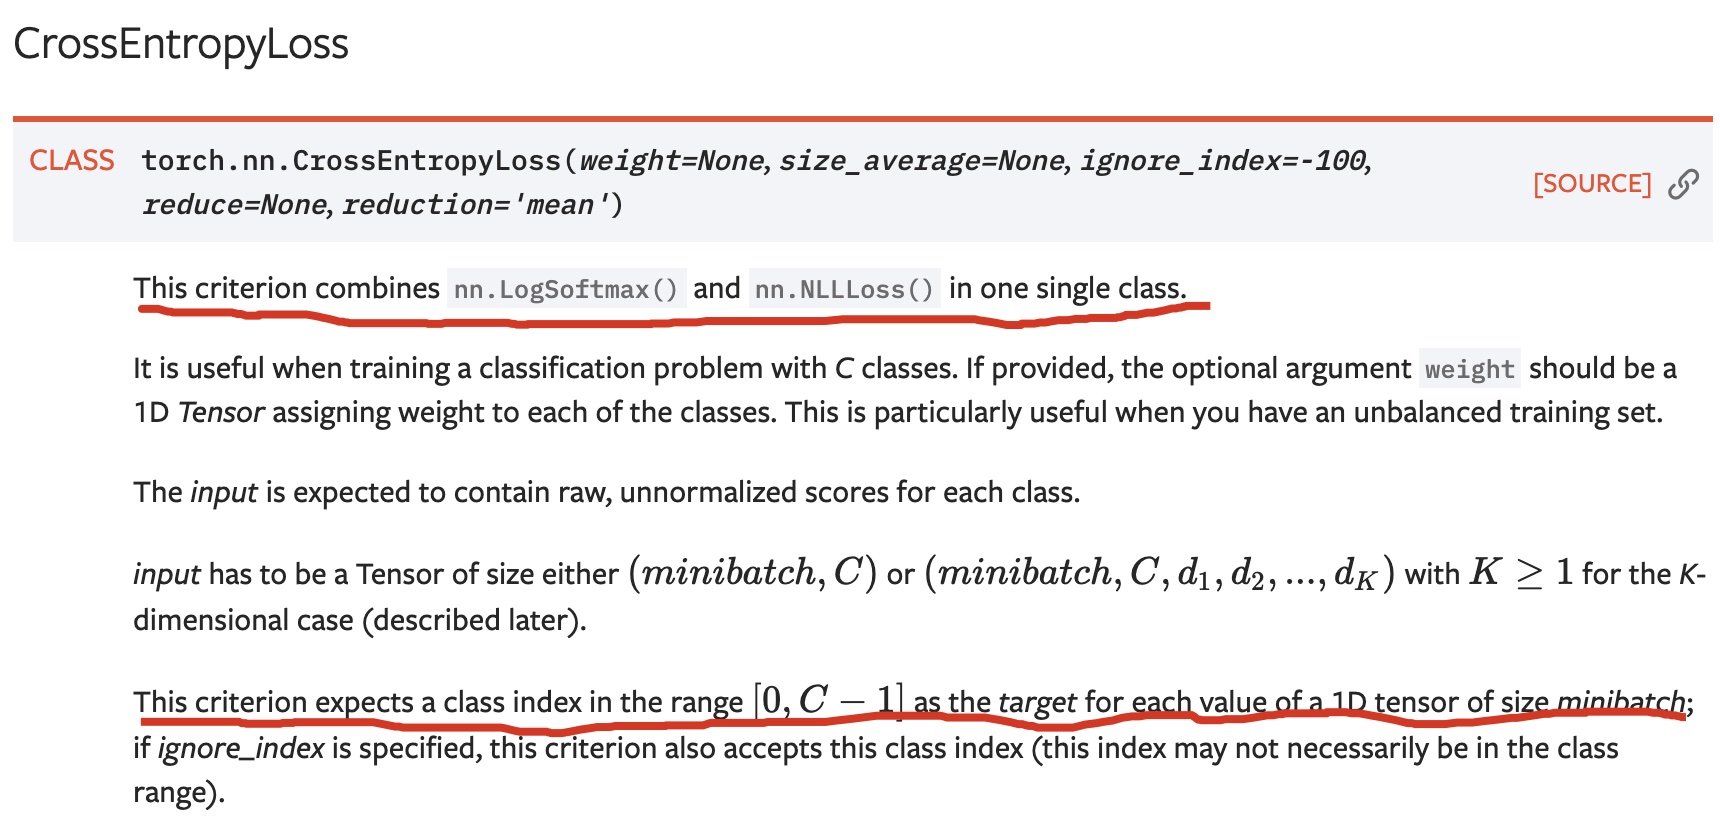 CrossEntropyLoss
CLASS torch.nn.CrossEntropyLoss(weight=None, size_average=None, ignore_index=-100,
reduce=None, reduction='mean') [SOURCE]
This criterion combines nn.LogSoftmax() and nn.NLLLoss() in one single class.
It is useful when training a classification problem with C classes. If provided, the optional argument weight should be a
1D Tensor assigning weight to each of the classes. This is particularly useful when you have an unbalanced training set.
The input is expected to contain raw, unnormalized scores for each class.
input has to be a Tensor of size either (minibatch, C) or (minibatch, C, d₁, d₂, ..., d_K) with K ≥ 1 for the K-
dimensional case (described later).
This criterion expects a class index in the range [0, C − 1] as the target for each value of a 1D tensor of size minibatch;
if ignore_index is specified, this criterion also accepts this class index (this index may not necessarily be in the class
range).